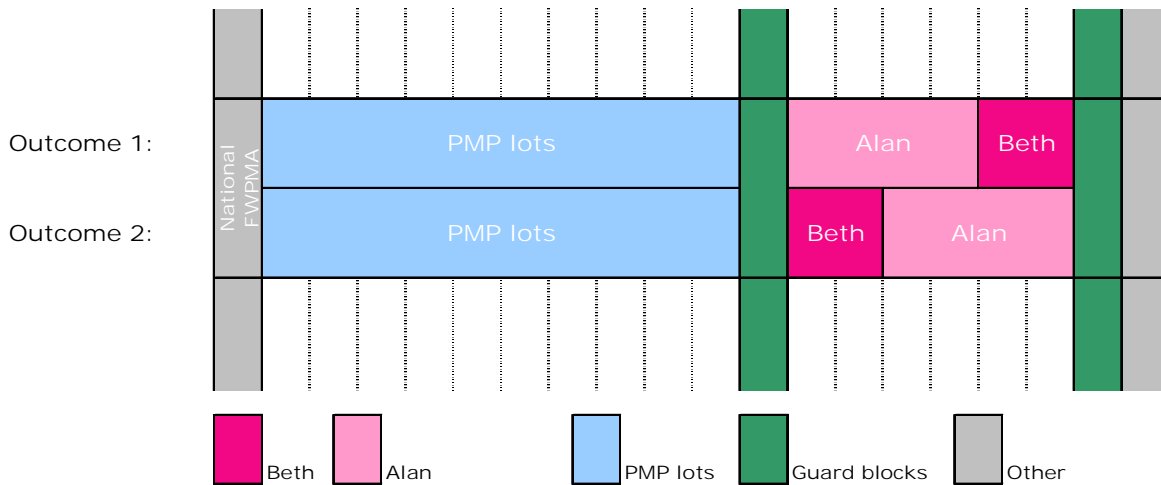 National
FWPMA
Outcome 1:
PMP lots
Alan
Beth
Outcome 2:
PMP lots
Beth
Alan
Beth
Alan
PMP lots
Guard blocks
Other